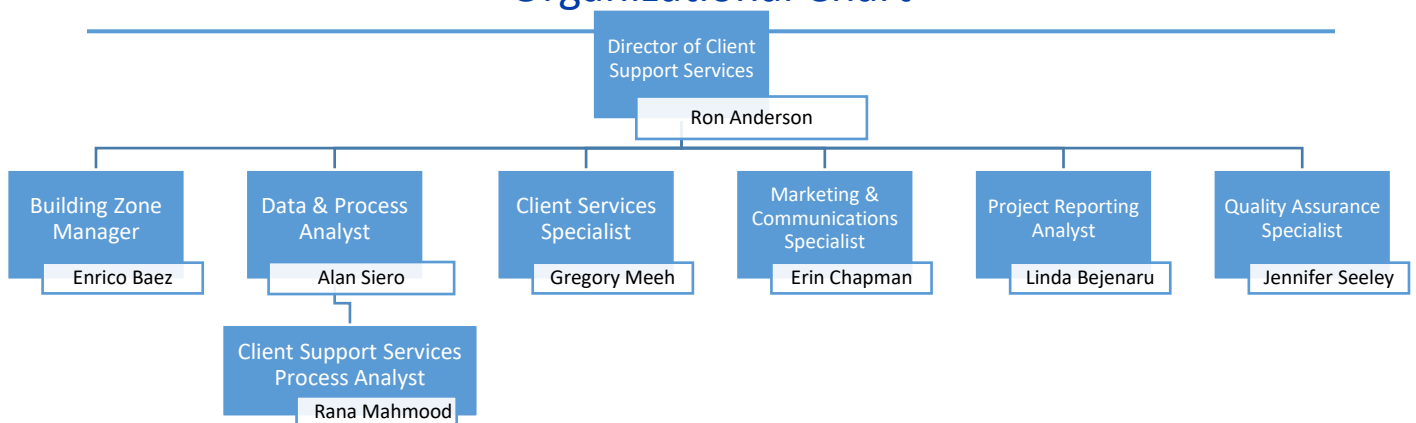 Organizational Chart
Director of Client
Support Services
Ron Anderson
Building Zone
Manager
Enrico Baez
Data & Process
Analyst
Alan Siero
Client Services
Specialist
Gregory Meeh
Marketing &
Communications
Specialist
Erin Chapman
Project Reporting
Analyst
Linda Bejenaru
Quality Assurance
Specialist
Jennifer Seeley
Client Support Services
Process Analyst
Rana Mahmood